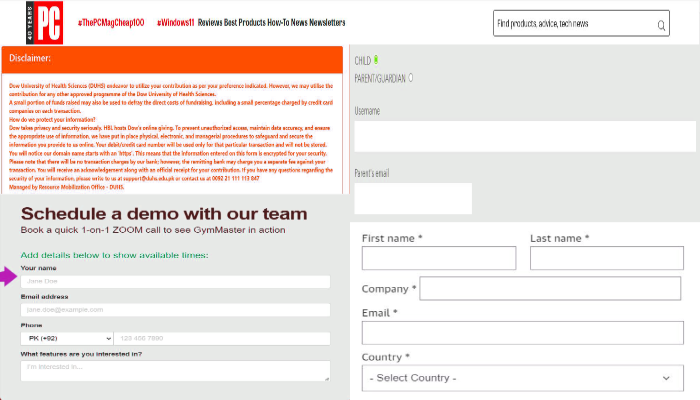 40 YEARS
PC
#ThePCMagCheap100 #Windows11 Reviews Best Products How-To News Newsletters
Find products, advice, tech news
Disclaimer:
Dow University of Health Sciences (DUHS) endeavor to utilize your contribution as per your preference indicated. However, we may utilize the
contribution for any other approved programme of the Dow University of Health Sciences.
A small portion of funds raised may also be used to defray the direct costs of fundraising, including a small percentage charged by credit card
companies on each transaction.
How do we protect your information?
Dow takes privacy and security seriously. HBL hosts Dow's online giving. To prevent unauthorized access, maintain data accuracy, and ensure
the appropriate use of information, we have put in place physical, electronic, and managerial procedures to safeguard and secure the
information you provide to us online. Your debit/credit card number will be used only for that particular transaction and will not be stored.
You will notice our domain name starts with an 'https'. This means that the information entered on this form is encrypted for your security.
Please note that there will be no transaction charges by our bank; however, the remitting bank may charge you a separate fee against your
transaction. You will receive an acknowledgement along with an official receipt for your contribution. If you have any questions regarding the
security of your information, please write to us at support@duhs.edu.pk or contact us at 0092 21 111 113 847
Managed by Resource Mobilization Office - DUHS.
CHILD
PARENT/GUARDIAN
Username
Parent's email
Schedule a demo with our team
Book a quick 1-on-1 ZOOM call to see GymMaster in action
Add details below to show available times:
Your name
Jane Doe
Email address
jane.doe@example.com
Phone
PK (+92) 123 456 7890
What features are you interested in?
I'm interested in...
First name * Last name *
Company *
Email *
Country *
- Select Country -